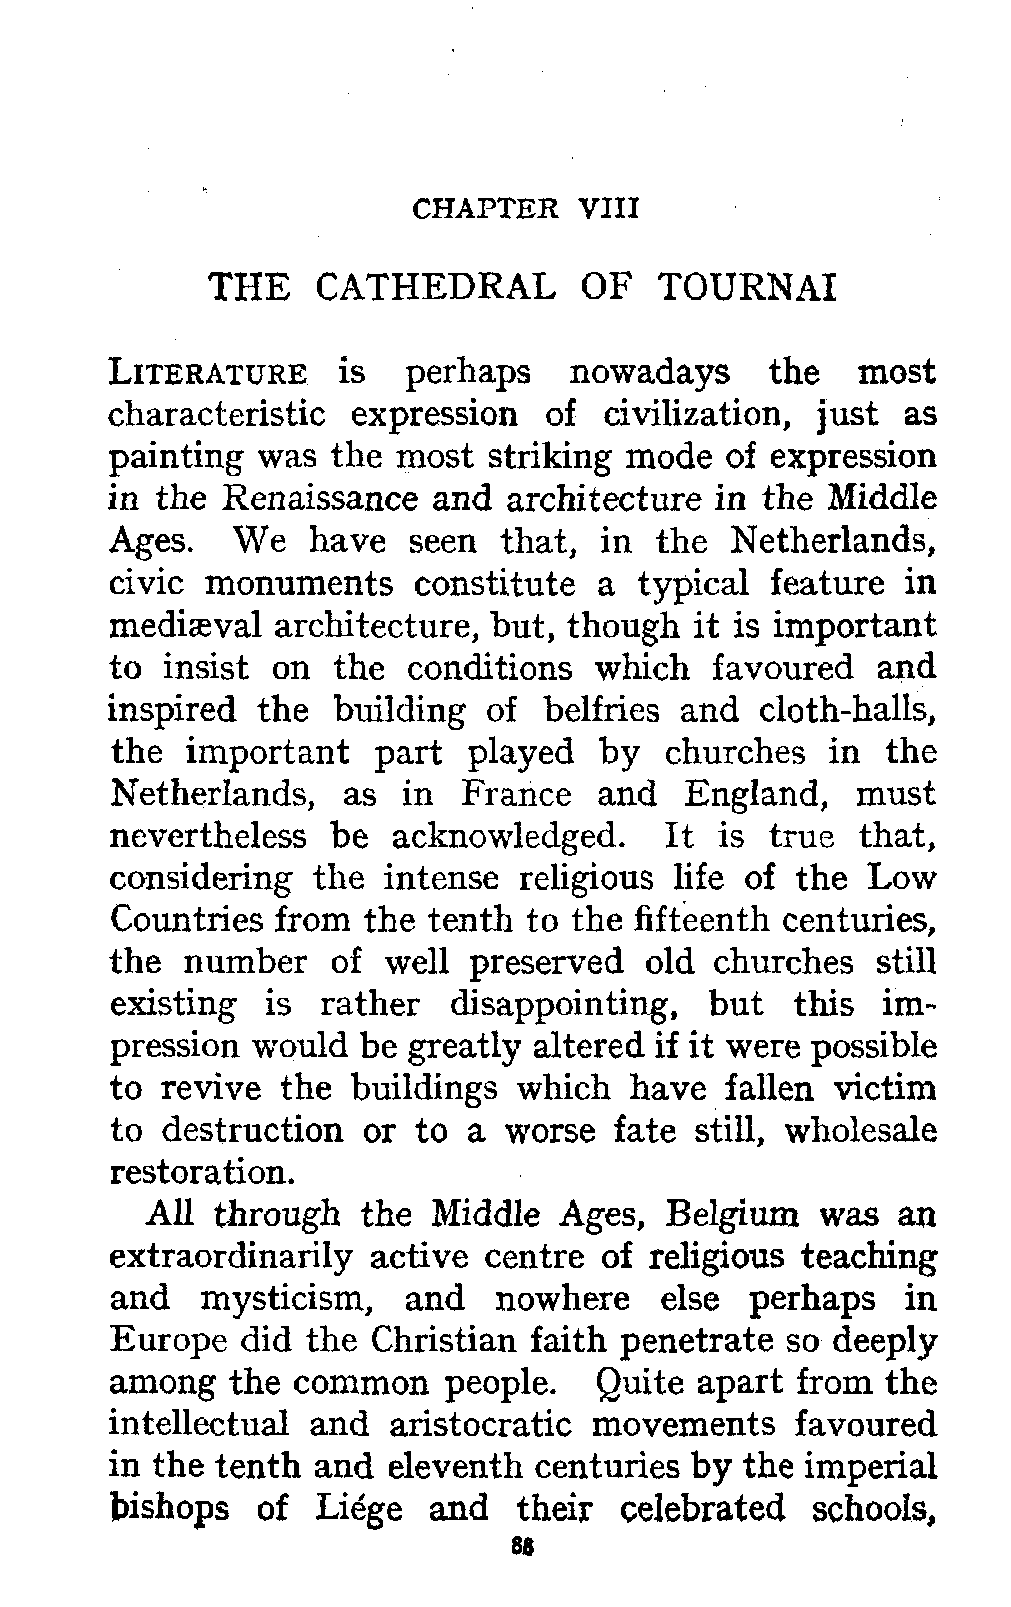 CHAPTER VIII
THE CATHEDRAL OF TOURNAI
LITERATURE is perhaps nowadays the most
characteristic expression of civilization, just as
painting was the most striking mode of expression
in the Renaissance and architecture in the Middle
Ages. We have seen that, in the Netherlands,
civic monuments constitute a typical feature in
mediæval architecture, but, though it is important
to insist on the conditions which favoured and
inspired the building of belfries and cloth-halls,
the important part played by churches in the
Netherlands, as in France and England, must
nevertheless be acknowledged. It is true that,
considering the intense religious life of the Low
Countries from the tenth to the fifteenth centuries,
the number of well preserved old churches still
existing is rather disappointing, but this im-
pression would be greatly altered if it were possible
to revive the buildings which have fallen victim
to destruction or to a worse fate still, wholesale
restoration.
All through the Middle Ages, Belgium was an
extraordinarily active centre of religious teaching
and mysticism, and nowhere else perhaps in
Europe did the Christian faith penetrate so deeply
among the common people. Quite apart from the
intellectual and aristocratic movements favoured
in the tenth and eleventh centuries by the imperial
bishops of Liége and their celebrated schools,